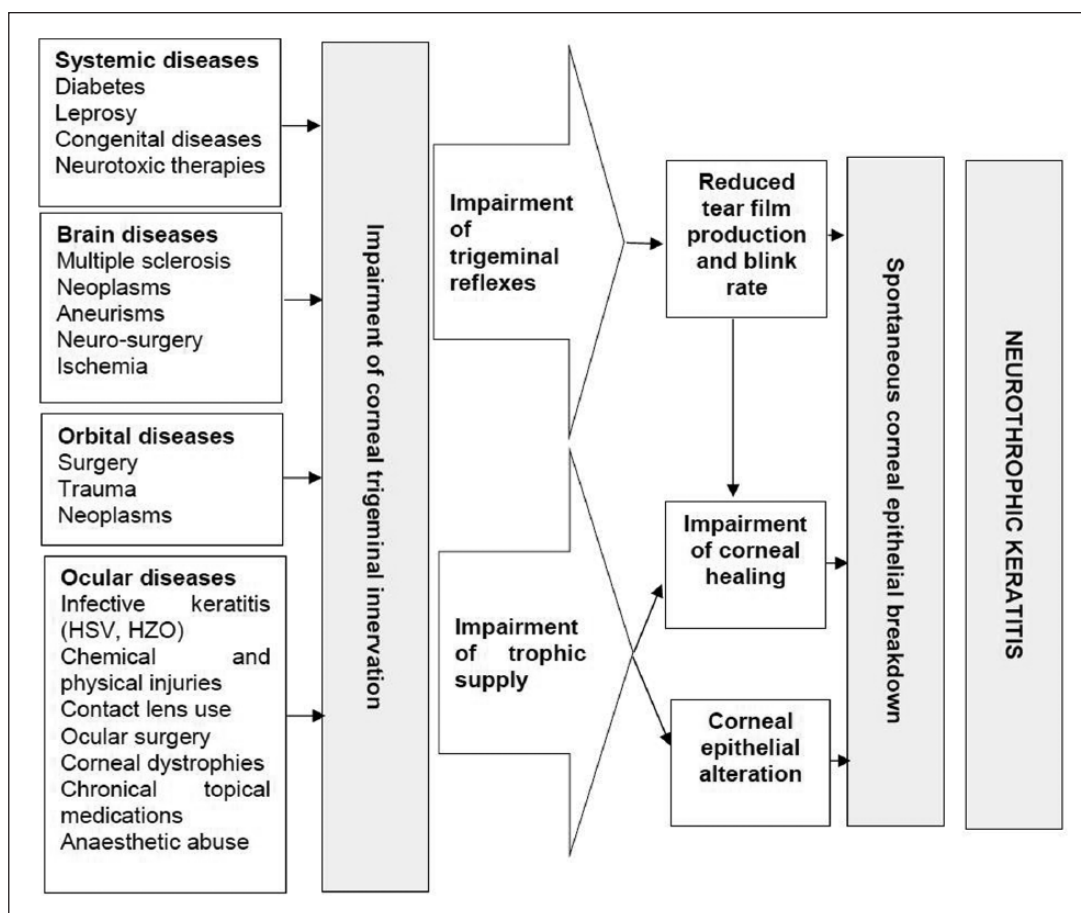 Systemic diseases
Diabetes
Leprosy
Congenital diseases
Neurotoxic therapies
Brain diseases
Multiple sclerosis
Neoplasms
Aneurisms
Neuro-surgery
Ischemia
Orbital diseases
Surgery
Trauma
Neoplasms
Ocular diseases
Infective keratitis
(HSV, HZO)
Chemical and
physical injuries
Contact lens use
Ocular surgery
Corneal dystrophies
Chronical topical
medications
Anaesthetic abuse
Impairment of corneal trigeminal innervation
Impairment
of
trigeminal
reflexes
Impairment
of trophic
supply
Reduced
tear film
production
and blink
rate
Impairment
of corneal
healing
Corneal
epithelial
alteration
Spontaneous corneal epithelial breakdown
NEUROTHROPHIC KERATITIS